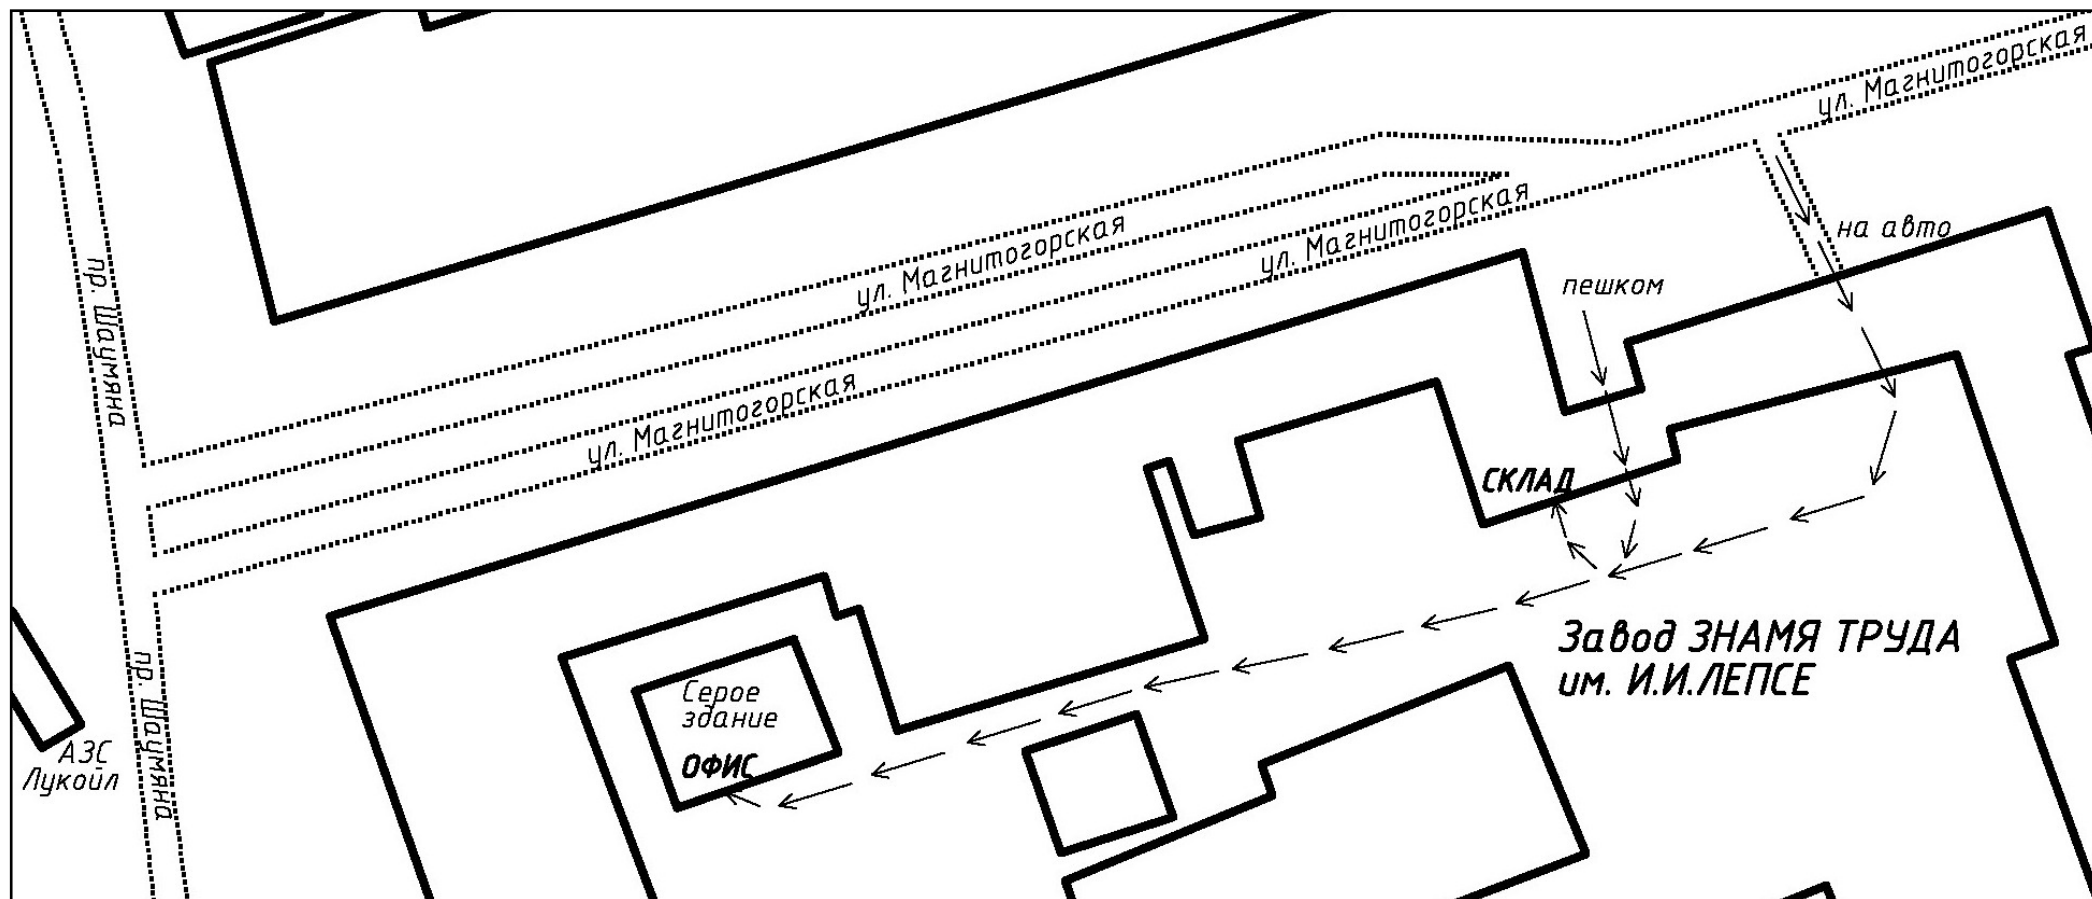 ул. Магнитогорская
ул. Магнитогорская
ул. Магнитогорская
ул. Магнитогорская
пр. Шаумяна
на авто
пешком
СКЛАД
Завод ЗНАМЯ ТРУДА
им. И.И.ЛЕПСЕ
Серое
здание
ОФИС
пр. Шаумяна
АЗС
Лукойл